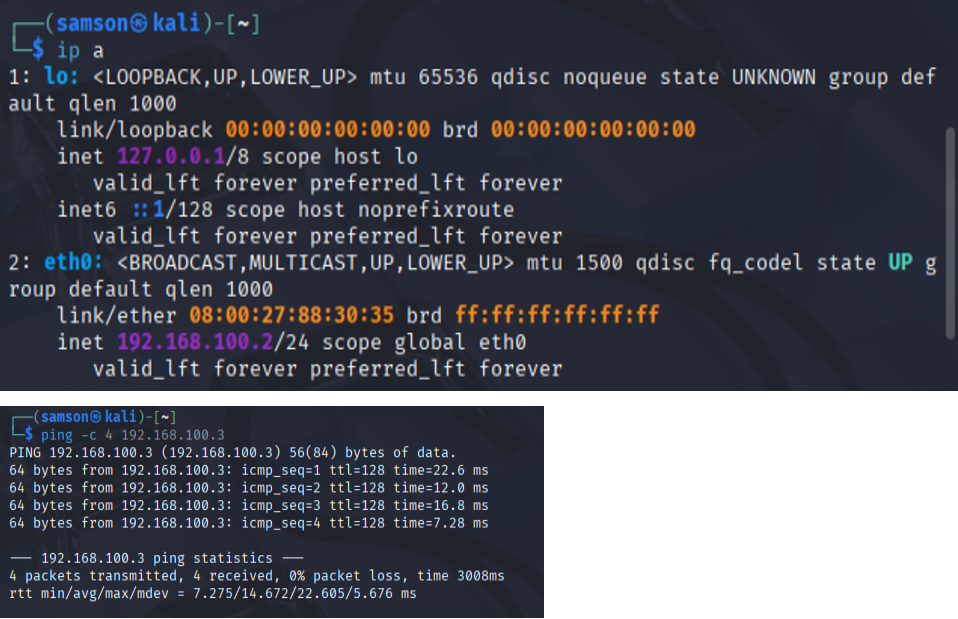 ┌──(samson㉿kali)-[~]
└─$ ip a
1: lo: <LOOPBACK,UP,LOWER_UP> mtu 65536 qdisc noqueue state UNKNOWN group def
ault qlen 1000
    link/loopback 00:00:00:00:00:00 brd 00:00:00:00:00:00
    inet 127.0.0.1/8 scope host lo
       valid_lft forever preferred_lft forever
    inet6 ::1/128 scope host noprefixroute
       valid_lft forever preferred_lft forever
2: eth0: <BROADCAST,MULTICAST,UP,LOWER_UP> mtu 1500 qdisc fq_codel state UP g
roup default qlen 1000
    link/ether 08:00:27:88:30:35 brd ff:ff:ff:ff:ff:ff
    inet 192.168.100.2/24 scope global eth0
       valid_lft forever preferred_lft forever
┌──(samson㉿kali)-[~]
└─$ ping -c 4 192.168.100.3
PING 192.168.100.3 (192.168.100.3) 56(84) bytes of data.
64 bytes from 192.168.100.3: icmp_seq=1 ttl=128 time=22.6 ms
64 bytes from 192.168.100.3: icmp_seq=2 ttl=128 time=12.0 ms
64 bytes from 192.168.100.3: icmp_seq=3 ttl=128 time=16.8 ms
64 bytes from 192.168.100.3: icmp_seq=4 ttl=128 time=7.28 ms
--- 192.168.100.3 ping statistics ---
4 packets transmitted, 4 received, 0% packet loss, time 3008ms
rtt min/avg/max/mdev = 7.275/14.672/22.605/5.676 ms